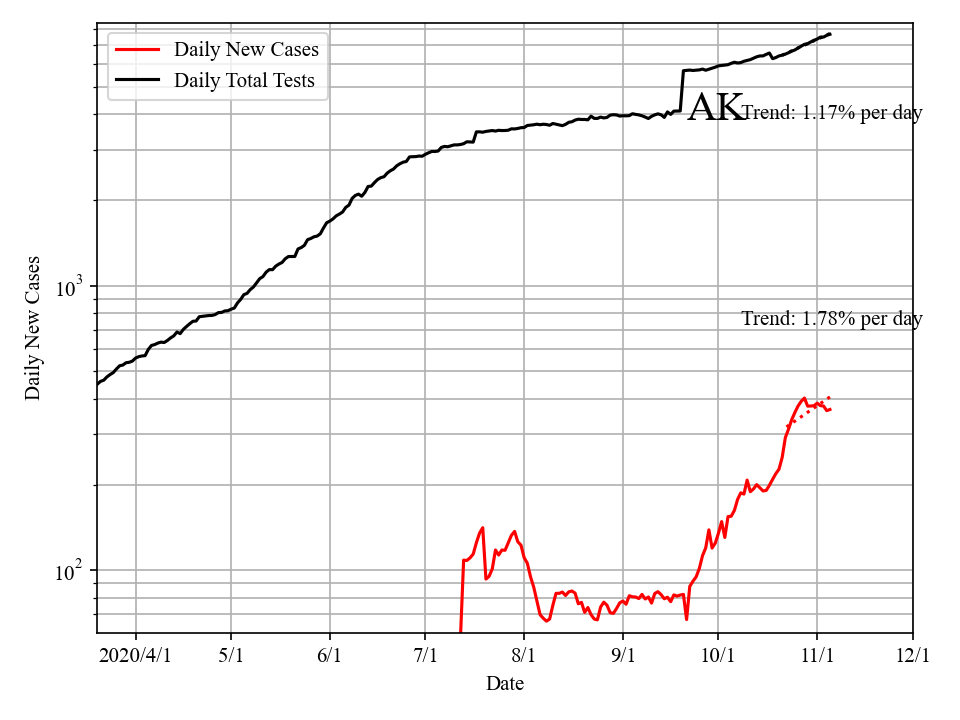 Daily New Cases
Daily Total Tests
AK
Trend: 1.17% per day
Trend: 1.78% per day
10³
10²
Daily New Cases
2020/4/1 5/1 6/1 7/1 8/1 9/1 10/1 11/1 12/1
Date